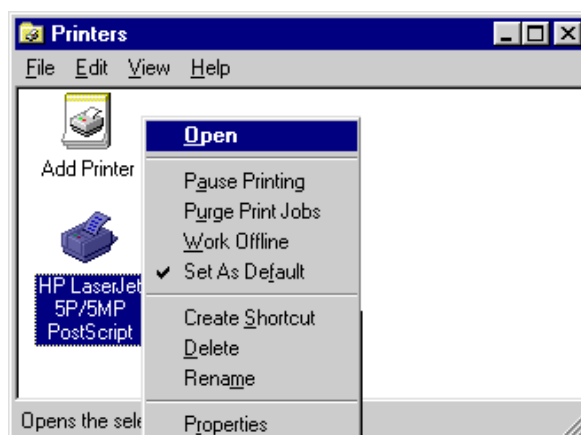 Printers
File Edit View Help
Add Printer
HP LaserJet
5P/5MP
PostScript
Open
Pause Printing
Purge Print Jobs
Work Offline
Set As Default
Create Shortcut
Delete
Rename
Properties
Opens the sele